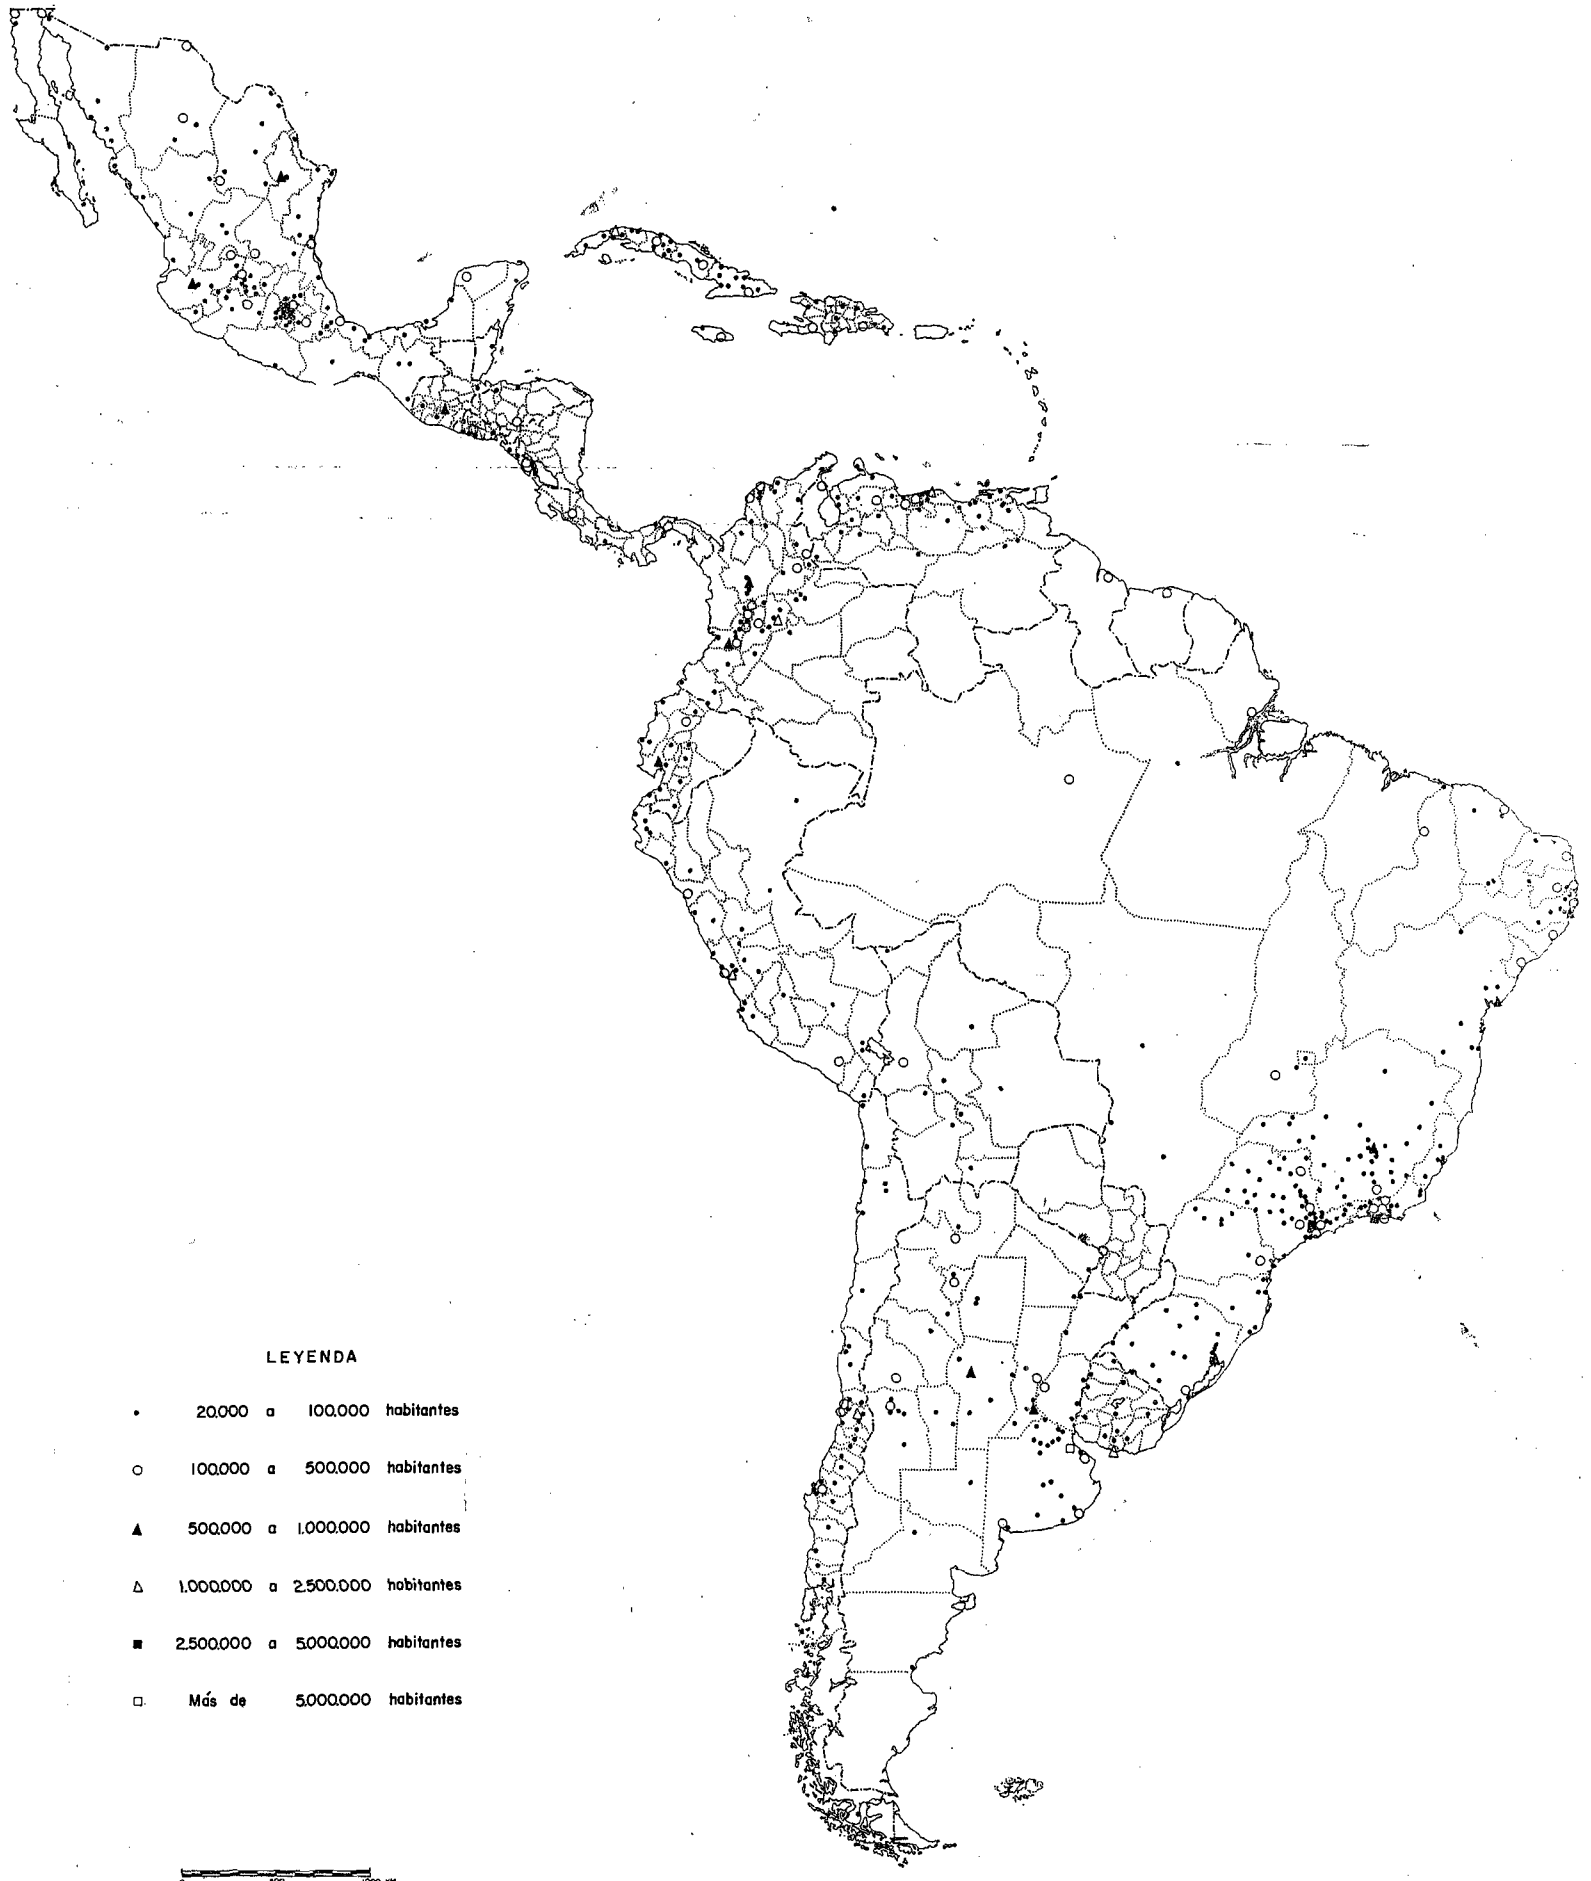 LEYENDA
20.000 a 100.000 habitantes
100.000 a 500.000 habitantes
500.000 a 1.000.000 habitantes
1.000.000 a 2.500.000 habitantes
2.500.000 a 5.000.000 habitantes
Más de 5.000.000 habitantes